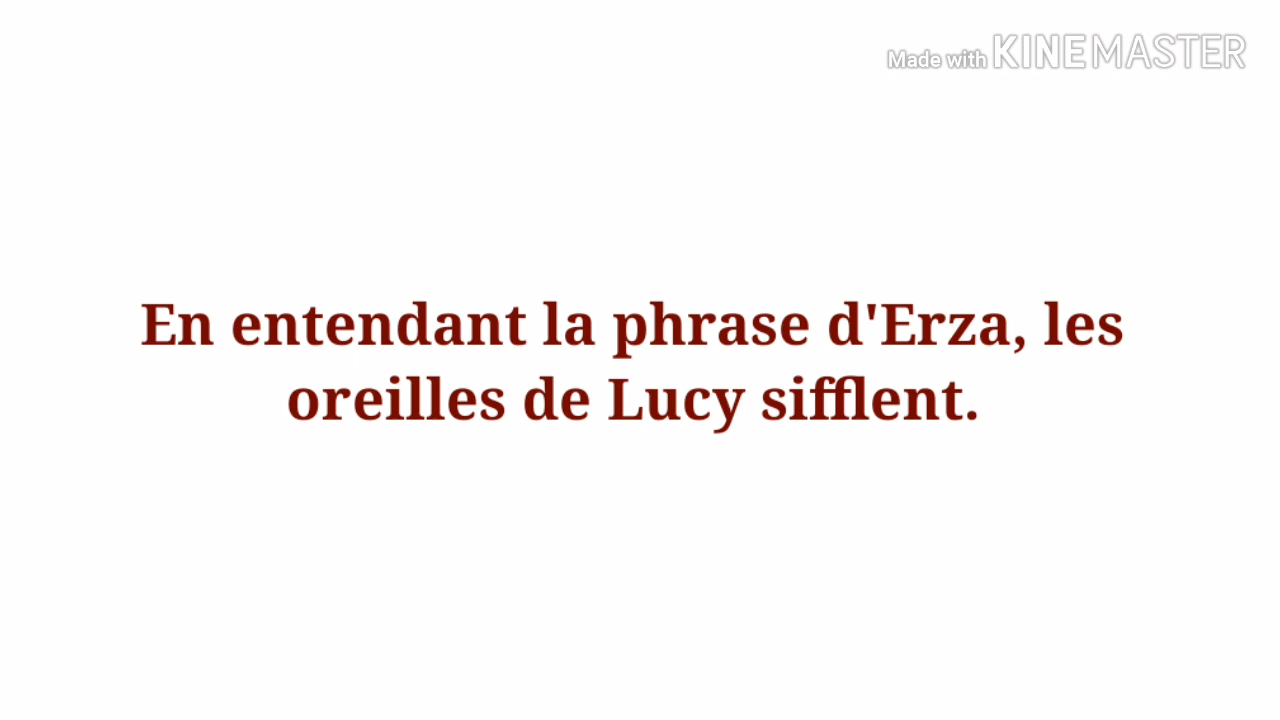 Made with KINEMASTER
En entendant la phrase d'Erza, les
oreilles de Lucy sifflent.